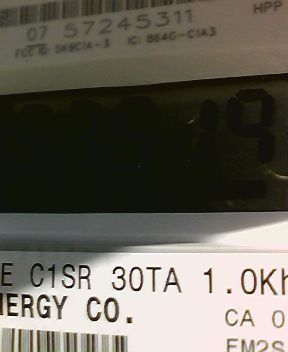 HPP
07 57245311
FCC ID: SK9C1A-3 IC: 864G-C1A3
19
E C1SR 30TA 1.0Kh
NERGY CO.
CA 0
EM2S